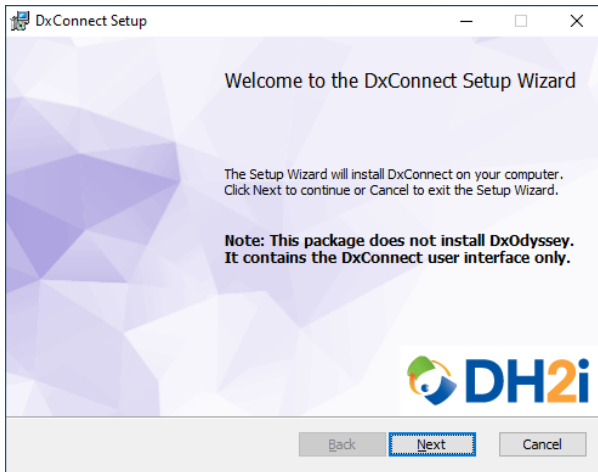 DxConnect Setup
Welcome to the DxConnect Setup Wizard
The Setup Wizard will install DxConnect on your computer.
Click Next to continue or Cancel to exit the Setup Wizard.
Note: This package does not install DxOdyssey.
It contains the DxConnect user interface only.
DH2i
Back Next Cancel